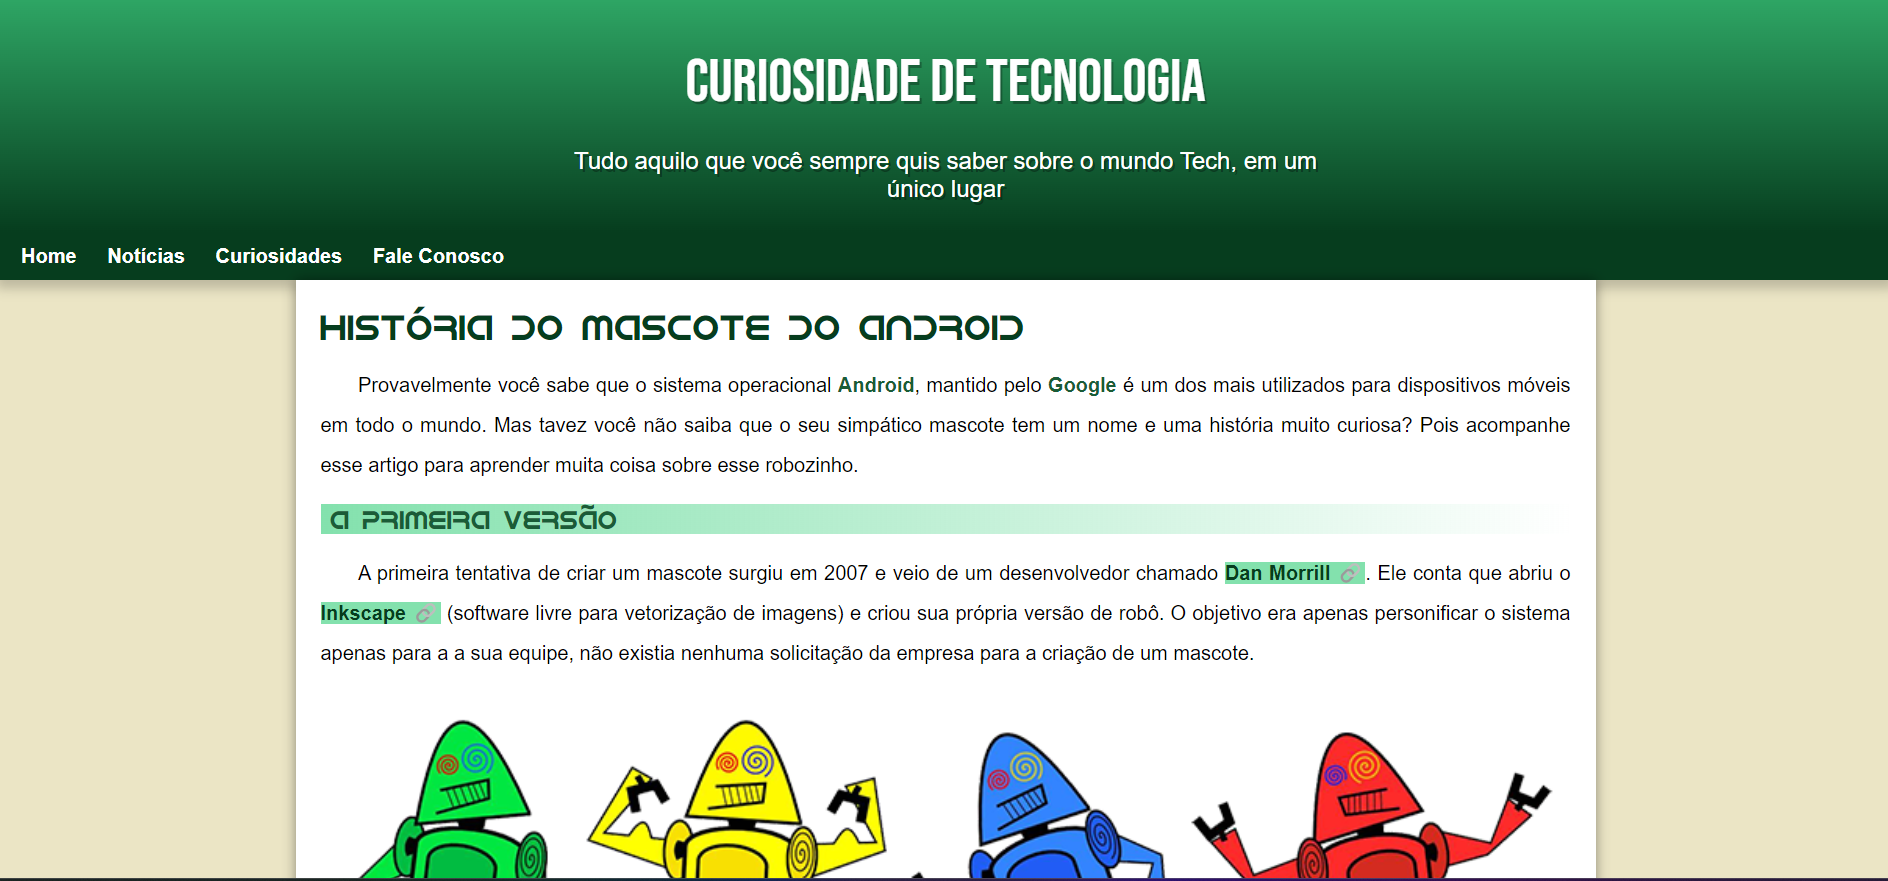 CURIOSIDADE DE TECNOLOGIA
Tudo aquilo que você sempre quis saber sobre o mundo Tech, em um
único lugar
Home Notícias Curiosidades Fale Conosco
HISTÓRIA DO MASCOTE DO ANDROID
Provavelmente você sabe que o sistema operacional Android, mantido pelo Google é um dos mais utilizados para dispositivos móveis
em todo o mundo. Mas tavez você não saiba que o seu simpático mascote tem um nome e uma história muito curiosa? Pois acompanhe
esse artigo para aprender muita coisa sobre esse robozinho.
A PRIMEIRA VERSÃO
A primeira tentativa de criar um mascote surgiu em 2007 e veio de um desenvolvedor chamado Dan Morrill . Ele conta que abriu o
Inkscape (software livre para vetorização de imagens) e criou sua própria versão de robô. O objetivo era apenas personificar o sistema
apenas para a a sua equipe, não existia nenhuma solicitação da empresa para a criação de um mascote.